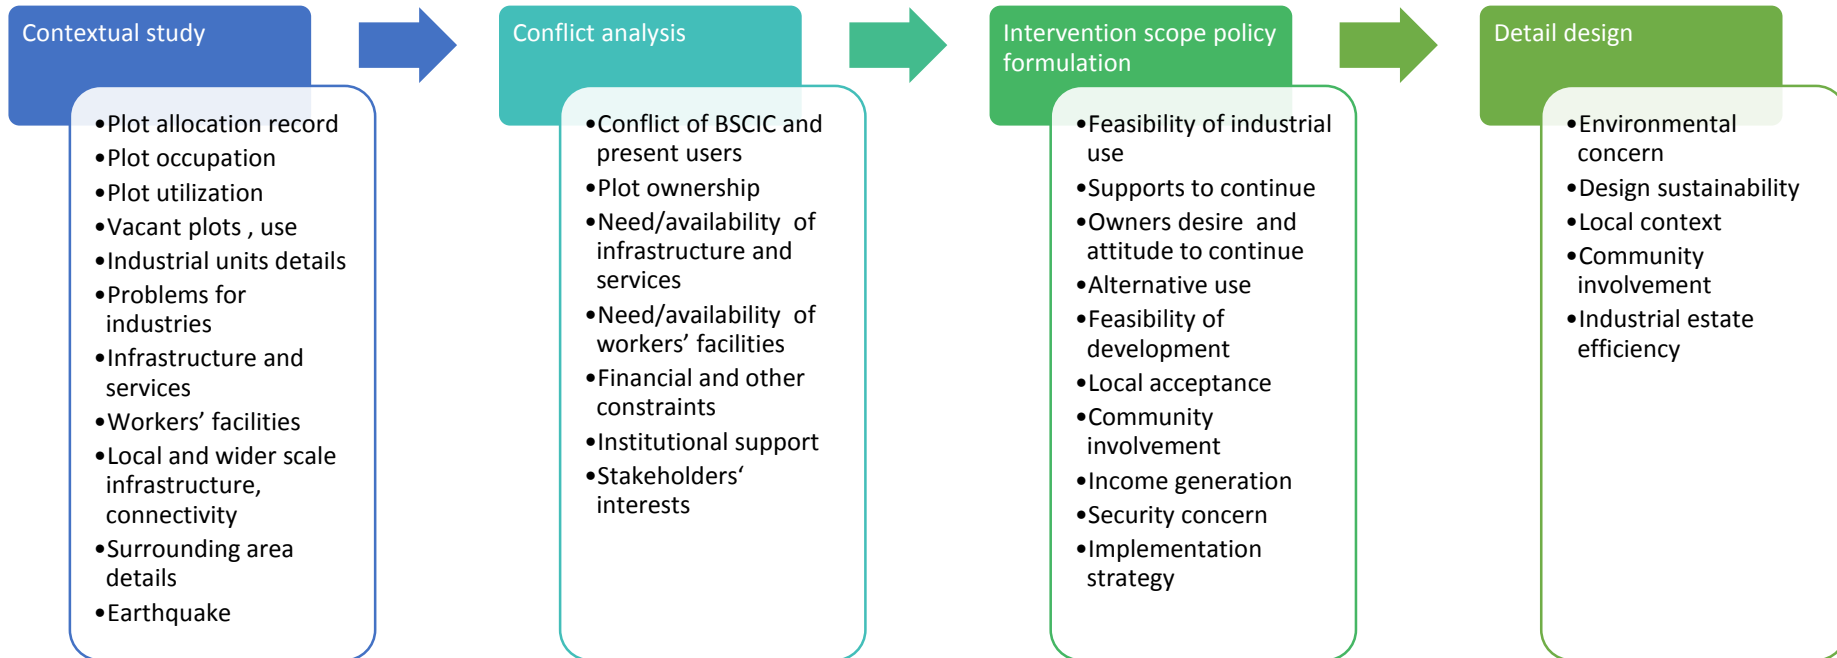 Contextual study
•Plot allocation record
•Plot occupation
•Plot utilization
•Vacant plots , use
•Industrial units details
•Problems for
industries
•Infrastructure and
services
•Workers’ facilities
•Local and wider scale
infrastructure,
connectivity
•Surrounding area
details
•Earthquake
Conflict analysis
•Conflict of BSCIC and
present users
•Plot ownership
•Need/availability of
infrastructure and
services
•Need/availability of
workers’ facilities
•Financial and other
constraints
•Institutional support
•Stakeholders‘
interests
Intervention scope policy
formulation
•Feasibility of industrial
use
•Supports to continue
•Owners desire and
attitude to continue
•Alternative use
•Feasibility of
development
•Local acceptance
•Community
involvement
•Income generation
•Security concern
•Implementation
strategy
Detail design
•Environmental
concern
•Design sustainability
•Local context
•Community
involvement
•Industrial estate
efficiency